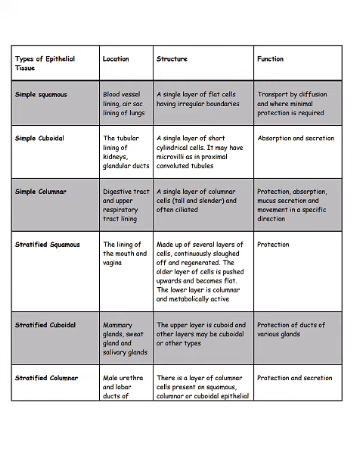 Types of Epithelial Tissue | Location | Structure | Function
Simple squamous | Blood vessel lining, air sac lining of lungs | A single layer of flat cells having irregular boundaries | Transport by diffusion and where minimal protection is required
Simple Cuboidal | The tubular lining of kidneys, glandular ducts | A single layer of short cylindrical cells. It may have microvilli as in proximal convoluted tubules | Absorption and secretion
Simple Columnar | Digestive tract and upper respiratory tract lining | A single layer of columnar cells (tall and slender) and often ciliated | Protection, absorption, mucus secretion and movement in a specific direction
Stratified Squamous | The lining of the mouth and vagina | Made up of several layers of cells, continuously sloughed off and regenerated. The older layer of cells is pushed upwards and becomes flat. The lower layer is columnar and metabolically active | Protection
Stratified Cuboidal | Mammary glands, sweat gland and salivary glands | The upper layer is cuboid and other layers may be cuboidal or other types | Protection of ducts of various glands
Stratified Columnar | Male urethra and lobar ducts of | There is a layer of columnar cells present on squamous, columnar or cuboidal epithelial | Protection and secretion